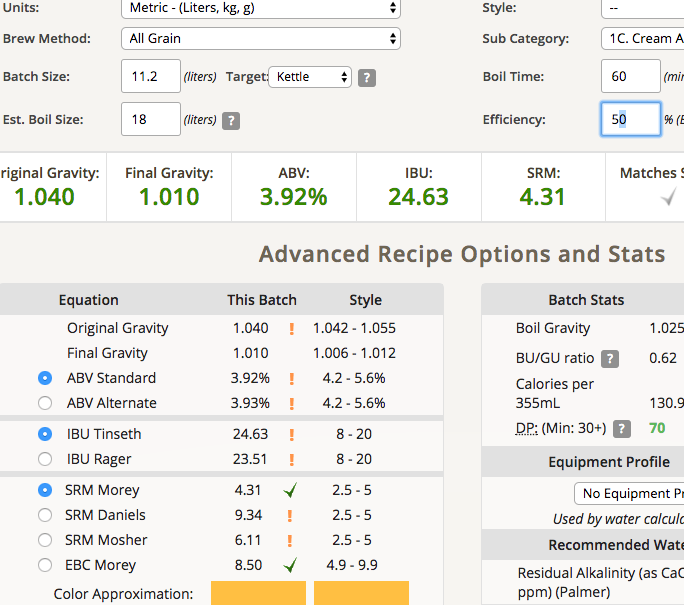 Units: Metric - (Liters, kg, g) Style: --
Brew Method: All Grain Sub Category: 1C. Cream A
Batch Size: 11.2 (liters) Target: Kettle ? Boil Time: 60 (min
Est. Boil Size: 18 (liters) ? Efficiency: 50 % (E
riginal Gravity: Final Gravity: ABV: IBU: SRM: Matches S
1.040 1.010 3.92% 24.63 4.31
Advanced Recipe Options and Stats
Equation This Batch Style Batch Stats
Original Gravity 1.040 ! 1.042 - 1.055 Boil Gravity 1.025
Final Gravity 1.010 1.006 - 1.012 BU/GU ratio ? 0.62
ABV Standard 3.92% ! 4.2 - 5.6% Calories per
ABV Alternate 3.93% ! 4.2 - 5.6% 355mL 130.9
IBU Tinseth 24.63 ! 8 - 20 DP: (Min: 30+) ? 70
IBU Rager 23.51 ! 8 - 20 Equipment Profile
SRM Morey 4.31 2.5 - 5 No Equipment Pr
SRM Daniels 9.34 ! 2.5 - 5 Used by water calcula
SRM Mosher 6.11 ! 2.5 - 5 Recommended Wate
EBC Morey 8.50 4.9 - 9.9 Residual Alkalinity (as CaC
Color Approximation: ppm) (Palmer)